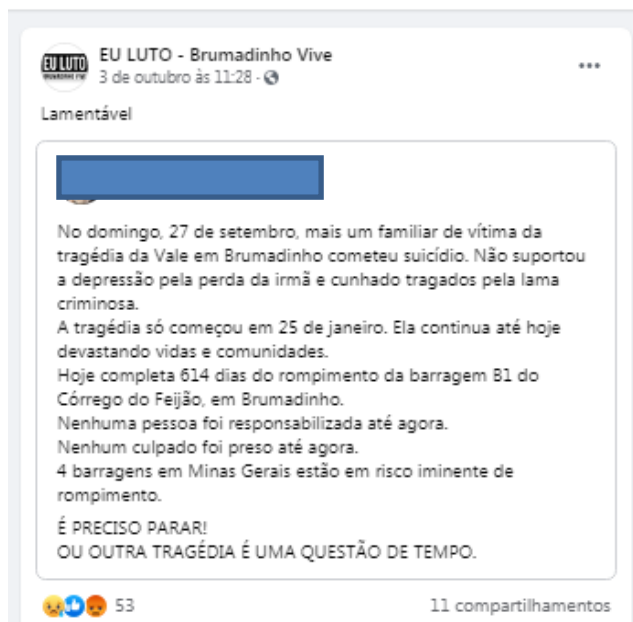 EU LUTO
BRUMADINHO VIVE
EU LUTO - Brumadinho Vive
3 de outubro às 11:28 ·
Lamentável
No domingo, 27 de setembro, mais um familiar de vítima da
tragédia da Vale em Brumadinho cometeu suicídio. Não suportou
a depressão pela perda da irmã e cunhado tragados pela lama
criminosa.
A tragédia só começou em 25 de janeiro. Ela continua até hoje
devastando vidas e comunidades.
Hoje completa 614 dias do rompimento da barragem B1 do
Córrego do Feijão, em Brumadinho.
Nenhuma pessoa foi responsabilizada até agora.
Nenhum culpado foi preso até agora.
4 barragens em Minas Gerais estão em risco iminente de
rompimento.
É PRECISO PARAR!
OU OUTRA TRAGÉDIA É UMA QUESTÃO DE TEMPO.
53 11 compartilhamentos